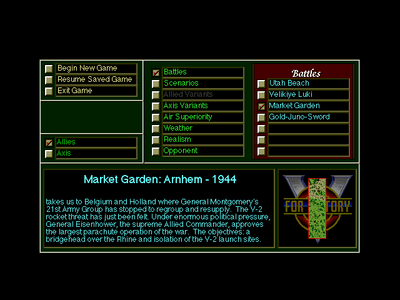 Begin New Game
Resume Saved Game
Exit Game
Allies
Axis
Battles
Scenarios
Allied Variants
Axis Variants
Air Superiority
Weather
Realism
Opponent
Battles
Utah Beach
Velikiye Luki
Market Garden
Gold-Juno-Sword
Market Garden: Arnhem - 1944
takes us to Belgium and Holland where General Montgomery's
21st Army Group has stopped to regroup and resupply. The V-2
rocket threat has just been felt. Under enormous political pressure,
General Eisenhower, the supreme Allied Commander, approves
the largest parachute operation of the war. The objectives: a
bridgehead over the Rhine and isolation of the V-2 launch sites.
V FOR VICTORY